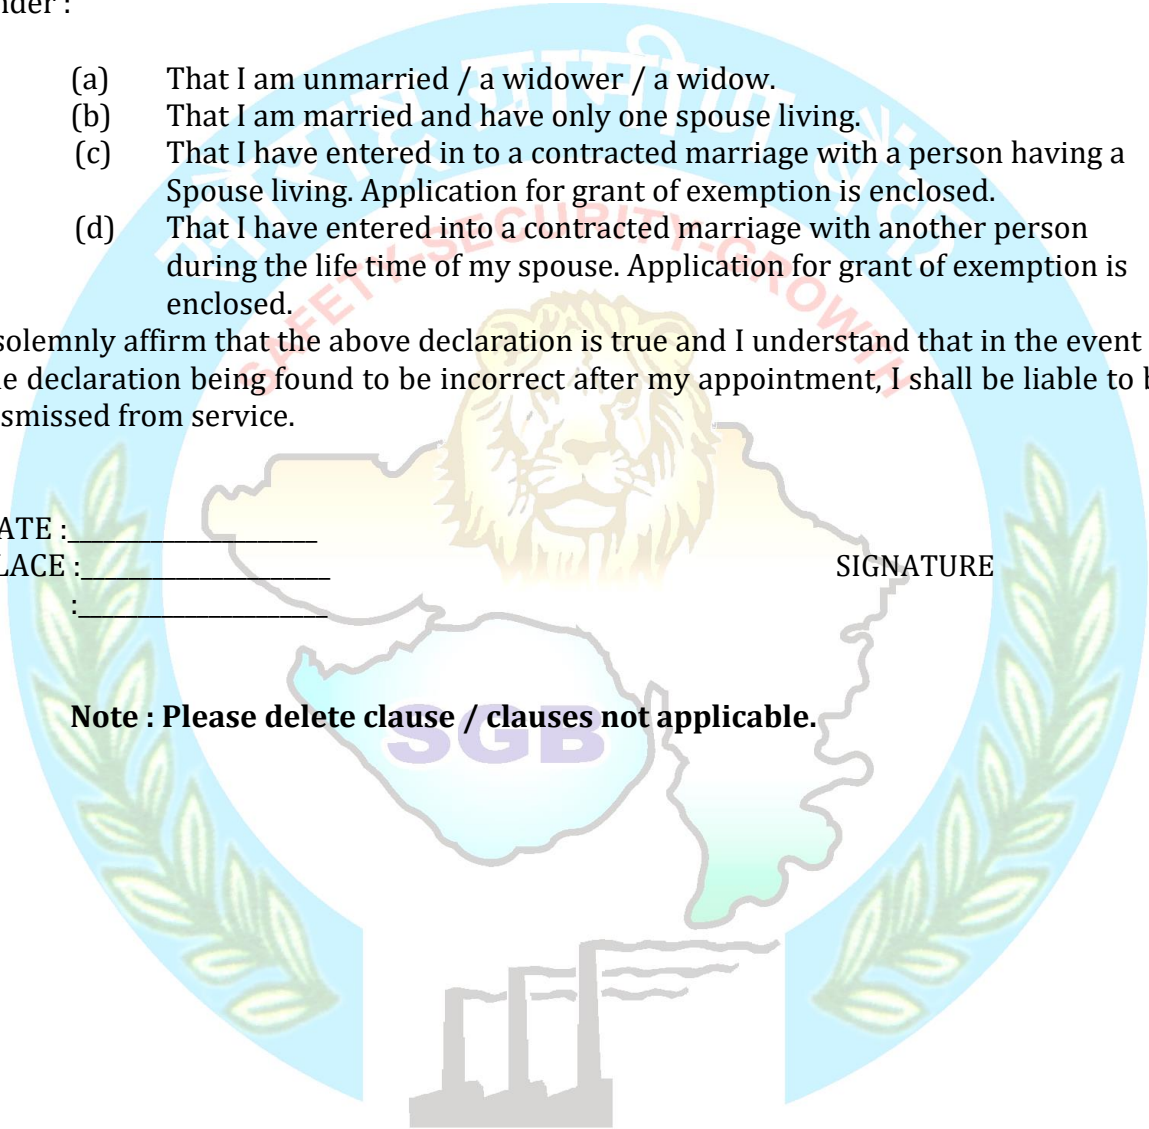 nder :
(a) That I am unmarried / a widower / a widow.
(b) That I am married and have only one spouse living.
(c) That I have entered in to a contracted marriage with a person having a
Spouse living. Application for grant of exemption is enclosed.
(d) That I have entered into a contracted marriage with another person
during the life time of my spouse. Application for grant of exemption is
enclosed.
solemnly affirm that the above declaration is true and I understand that in the event
e declaration being found to be incorrect after my appointment, I shall be liable to b
smissed from service.
ATE :____________________
LACE :____________________ SIGNATURE
:____________________
Note : Please delete clause / clauses not applicable.
सौराष्ट्र ग्रामीण बैंक
SAFETY-SECURITY-GROWTH
SGB